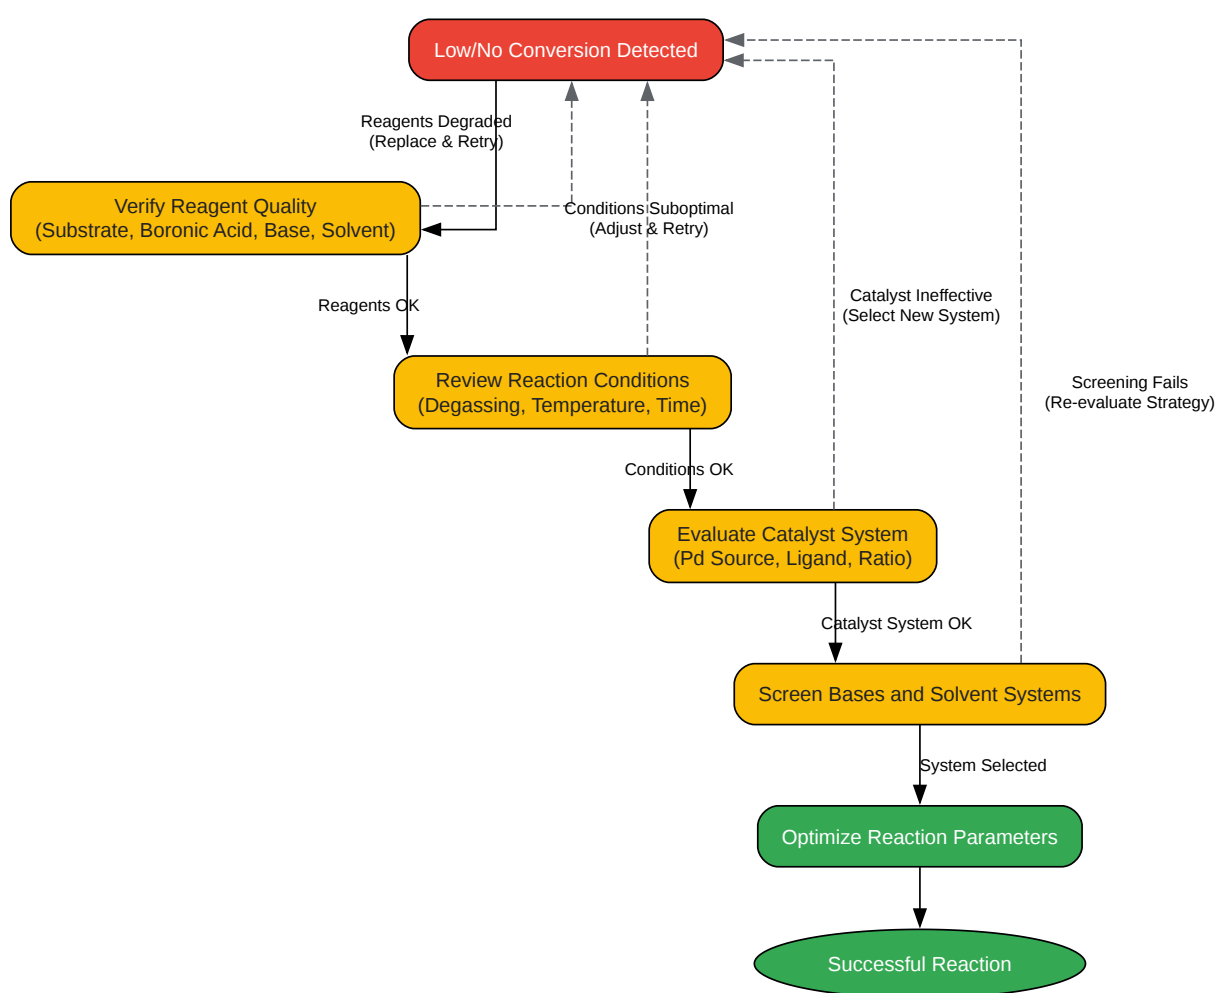 Low/No Conversion Detected
Reagents Degraded
(Replace & Retry)
Verify Reagent Quality
(Substrate, Boronic Acid, Base, Solvent)
Conditions Suboptimal
(Adjust & Retry)
Reagents OK
Catalyst Ineffective
(Select New System)
Review Reaction Conditions
(Degassing, Temperature, Time)
Screening Fails
(Re-evaluate Strategy)
Conditions OK
Evaluate Catalyst System
(Pd Source, Ligand, Ratio)
Catalyst System OK
Screen Bases and Solvent Systems
System Selected
Optimize Reaction Parameters
Successful Reaction